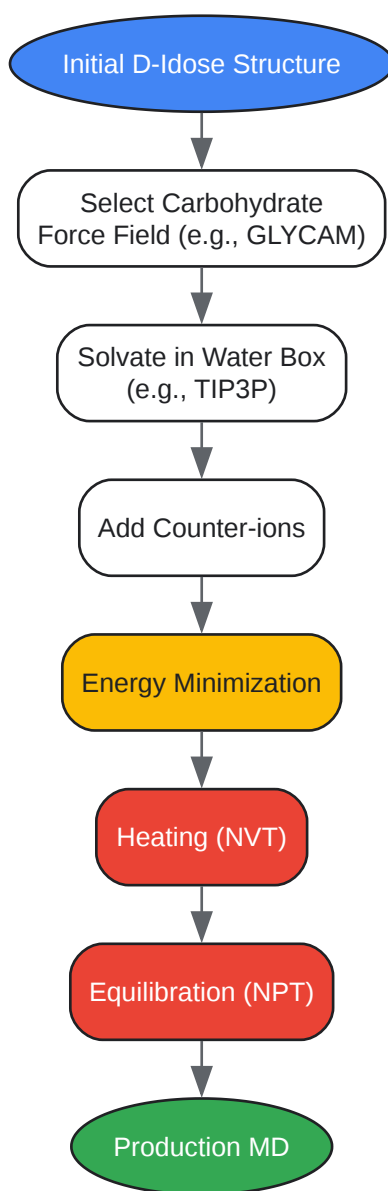 Initial D-Idose Structure
Select Carbohydrate
Force Field (e.g., GLYCAM)
Solvate in Water Box
(e.g., TIP3P)
Add Counter-ions
Energy Minimization
Heating (NVT)
Equilibration (NPT)
Production MD